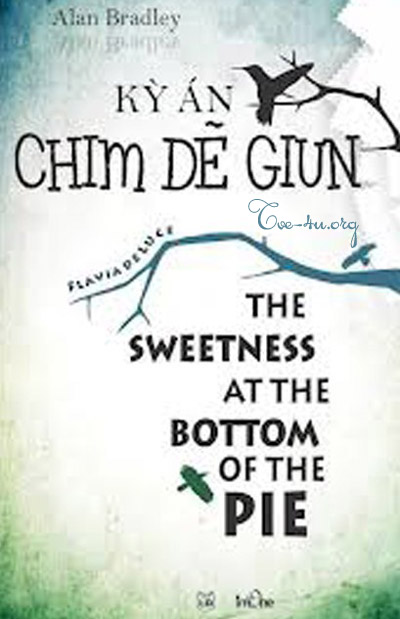 Alan Bradley
KỲ ÁN
CHIM DẼ GIUN
Tve-4u.org
FLAVIA DE LUCE
THE
SWEETNESS
AT THE
BOTTOM
OF THE
PIE